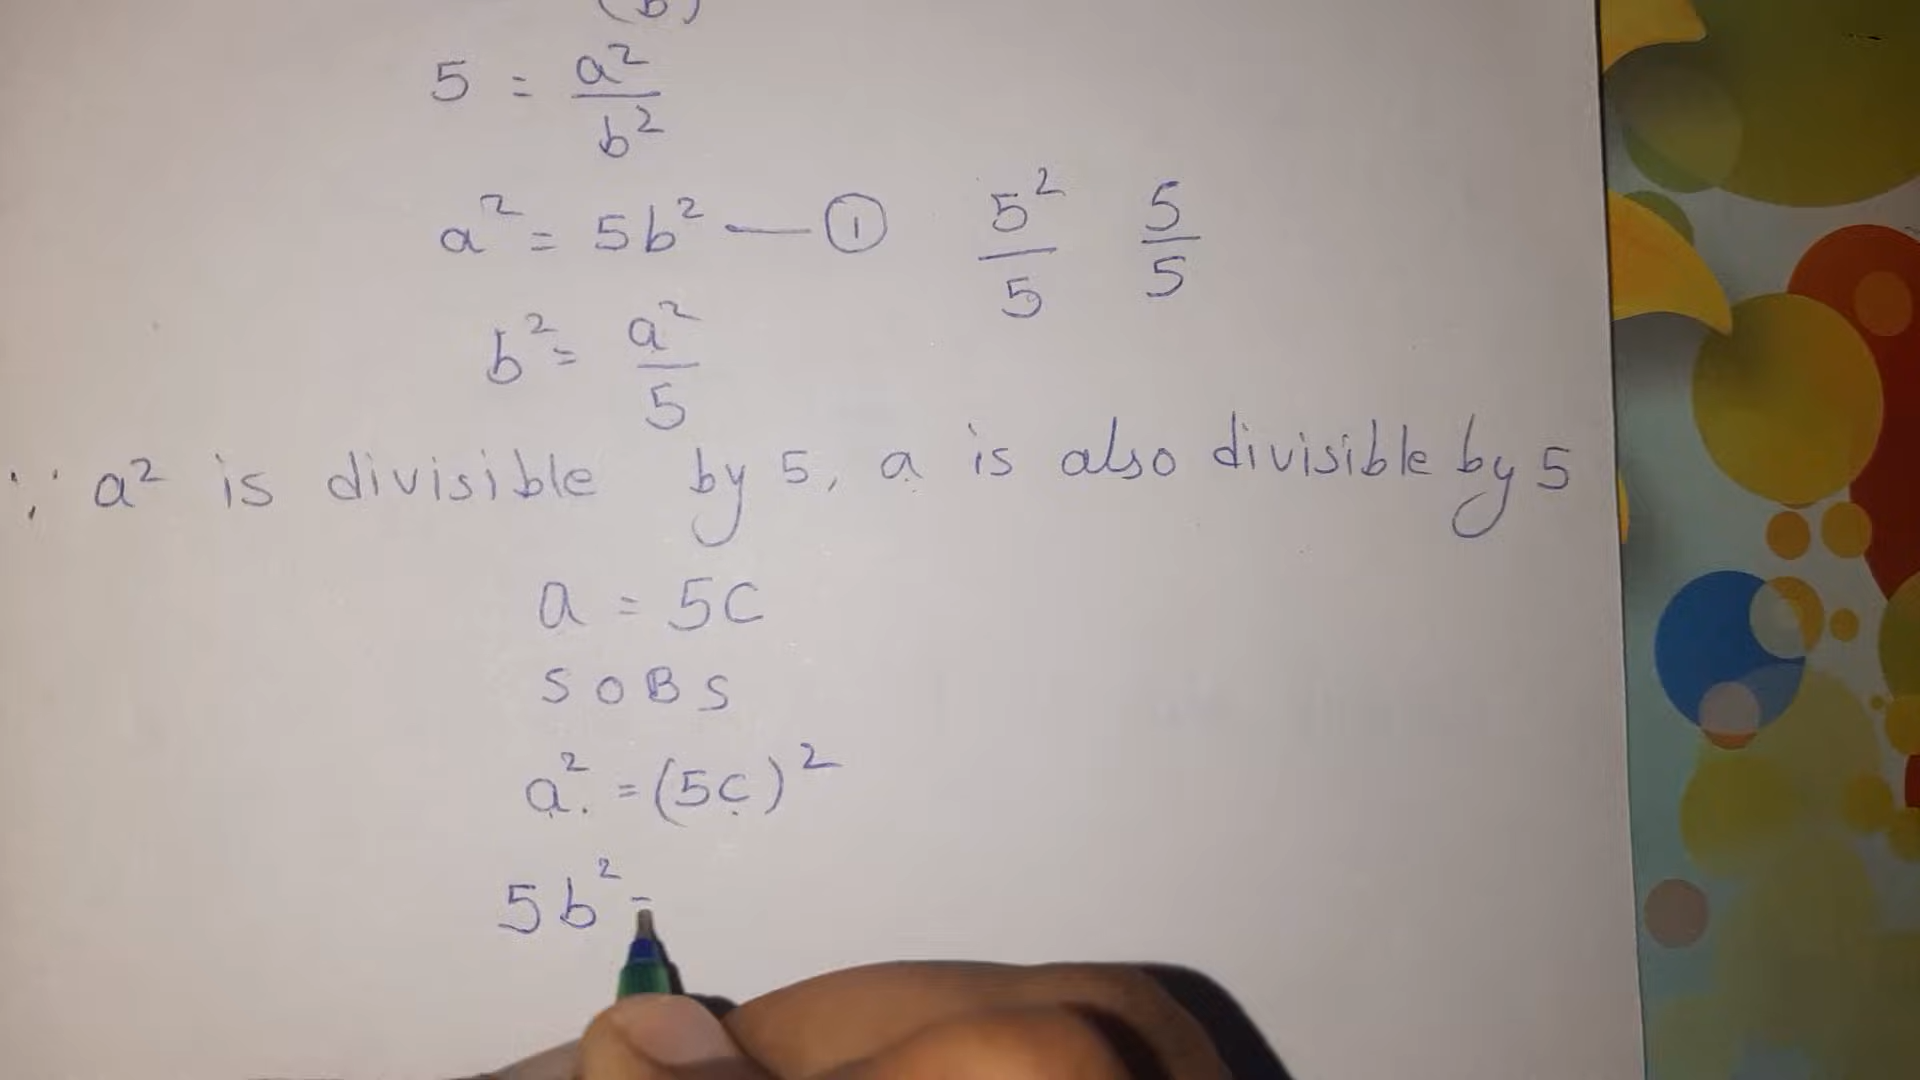 (b)
5 = a²/b²
a² = 5b² — ①
5²/5 5/5
b² = a²/5
∵ a² is divisible by 5, a is also divisible by 5
a = 5C
S O B S
a² = (5C)²
5b² =